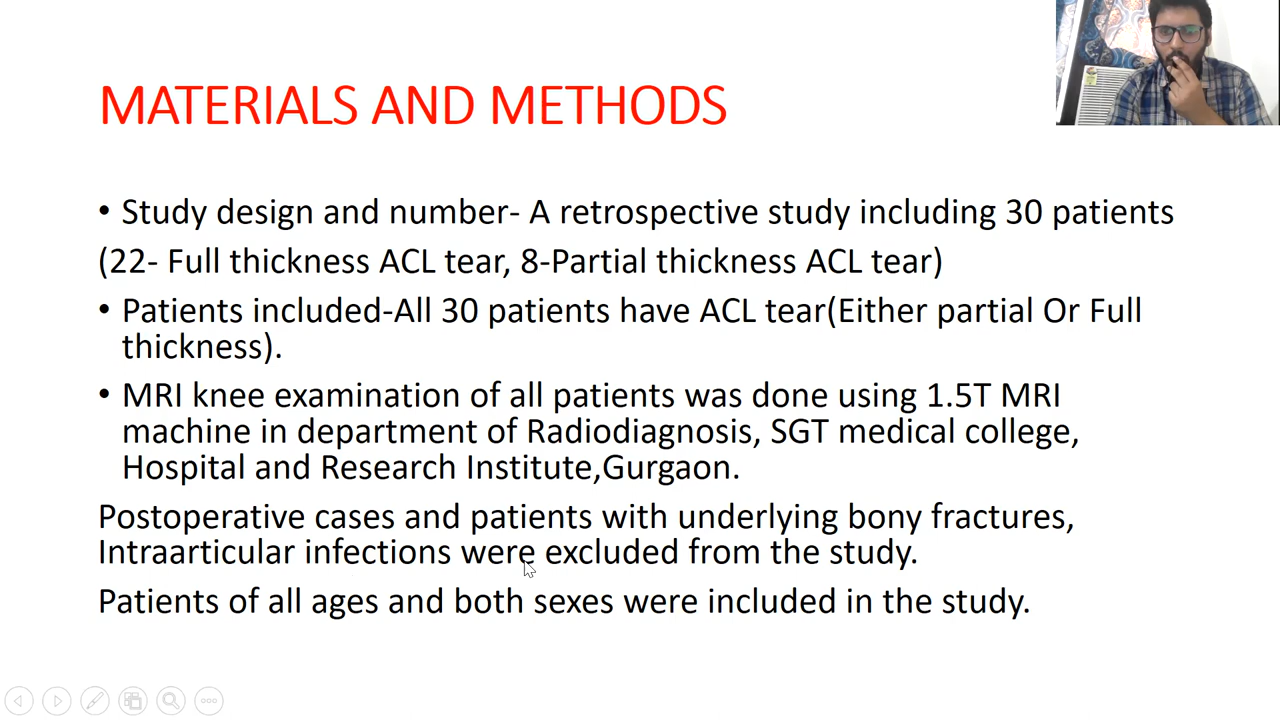 MATERIALS AND METHODS
• Study design and number- A retrospective study including 30 patients
(22- Full thickness ACL tear, 8-Partial thickness ACL tear)
• Patients included-All 30 patients have ACL tear(Either partial Or Full
thickness).
• MRI knee examination of all patients was done using 1.5T MRI
machine in department of Radiodiagnosis, SGT medical college,
Hospital and Research Institute,Gurgaon.
Postoperative cases and patients with underlying bony fractures,
Intraarticular infections were excluded from the study.
Patients of all ages and both sexes were included in the study.